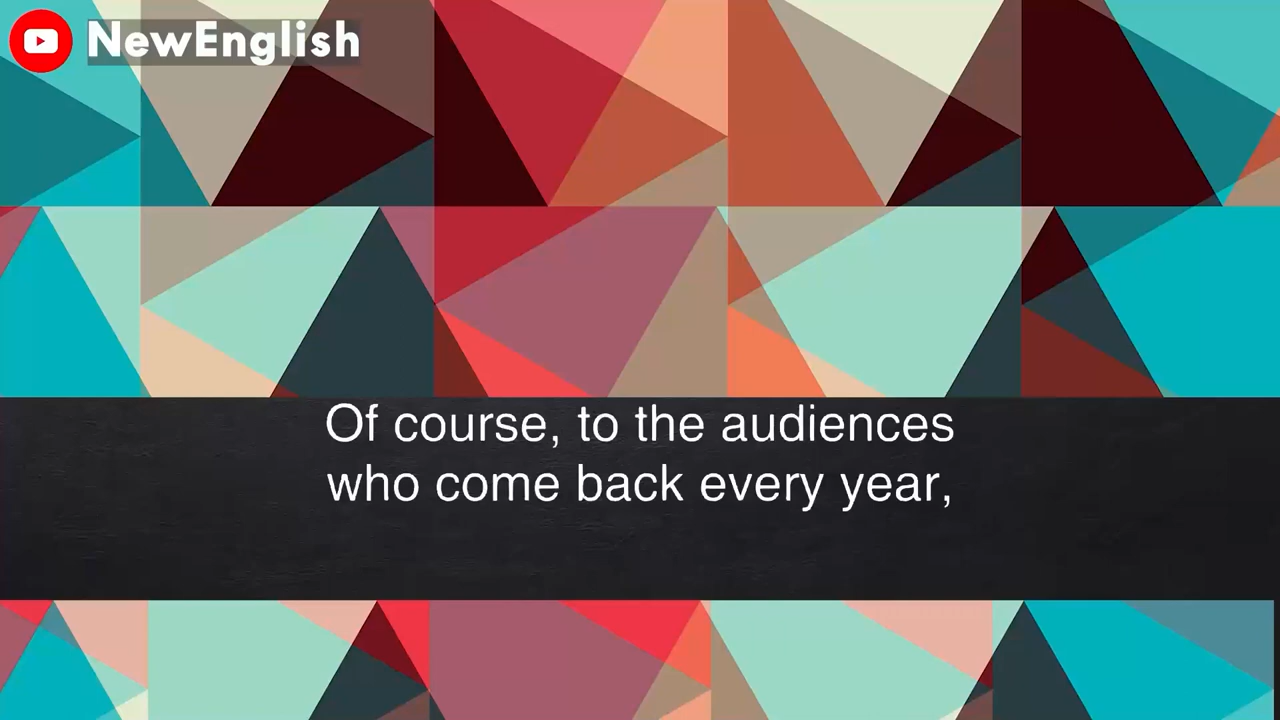 NewEnglish
Of course, to the audiences
who come back every year,